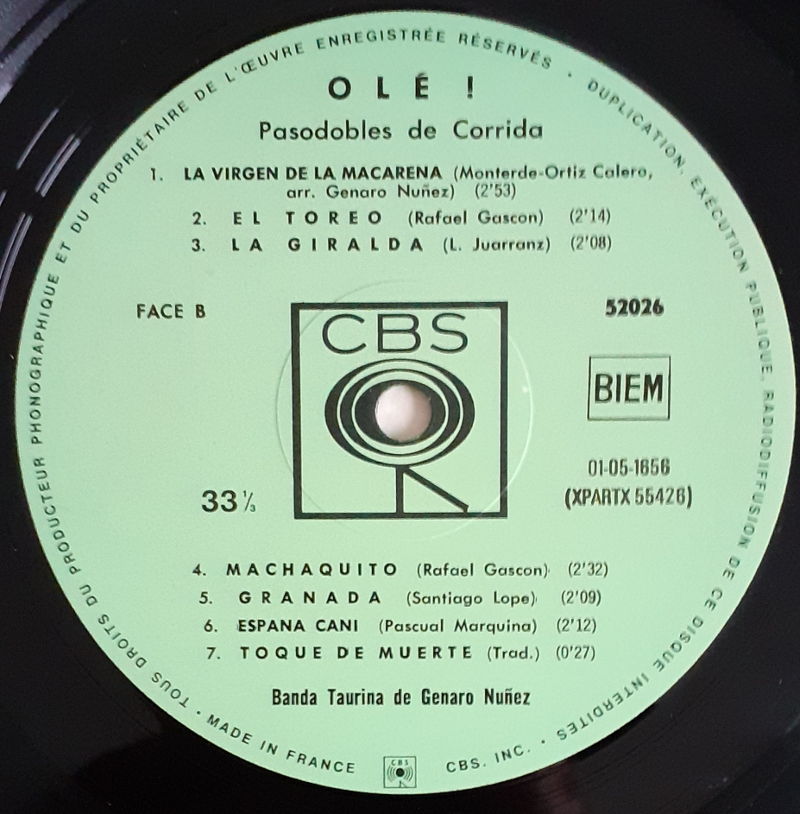 TOUS DROITS DU PRODUCTEUR PHONOGRAPHIQUE ET DU PROPRIÉTAIRE DE L'ŒUVRE ENREGISTRÉE RÉSERVÉS · DUPLICATION, EXÉCUTION PUBLIQUE, RADIODIFFUSION DE CE DISQUE INTERDITES ·
OLÉ !
Pasodobles de Corrida
1. LA VIRGEN DE LA MACARENA (Monterde-Ortiz Calero,
arr. Genaro Nuñez) (2'53)
2. EL TOREO (Rafael Gascon) (2'14)
3. LA GIRALDA (L. Juarranz) (2'08)
FACE B
CBS
52026
BIEM
01-05-1656
(XPARTX 55426)
33 1/3
4. MACHAQUITO (Rafael Gascon) (2'32)
5. GRANADA (Santiago Lope) (2'09)
6. ESPANA CANI (Pascual Marquina) (2'12)
7. TOQUE DE MUERTE (Trad.) (0'27)
Banda Taurina de Genaro Nuñez
· MADE IN FRANCE
CBS
CBS. INC.